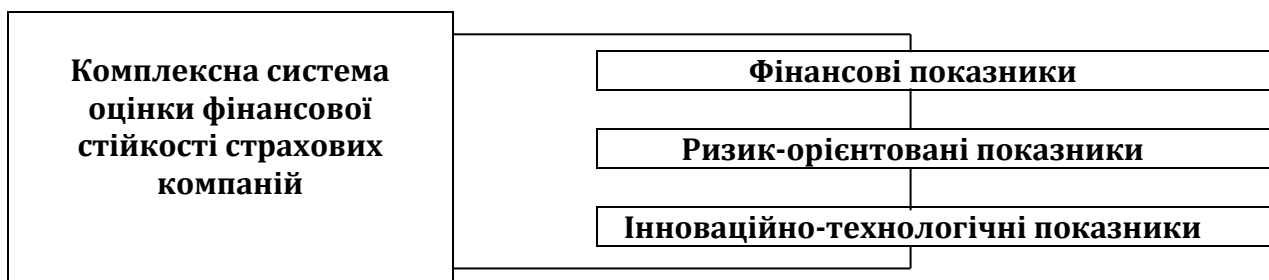 Комплексна система
оцінки фінансової
стійкості страхових
компаній
Фінансові показники
Ризик-орієнтовані показники
Інноваційно-технологічні показники